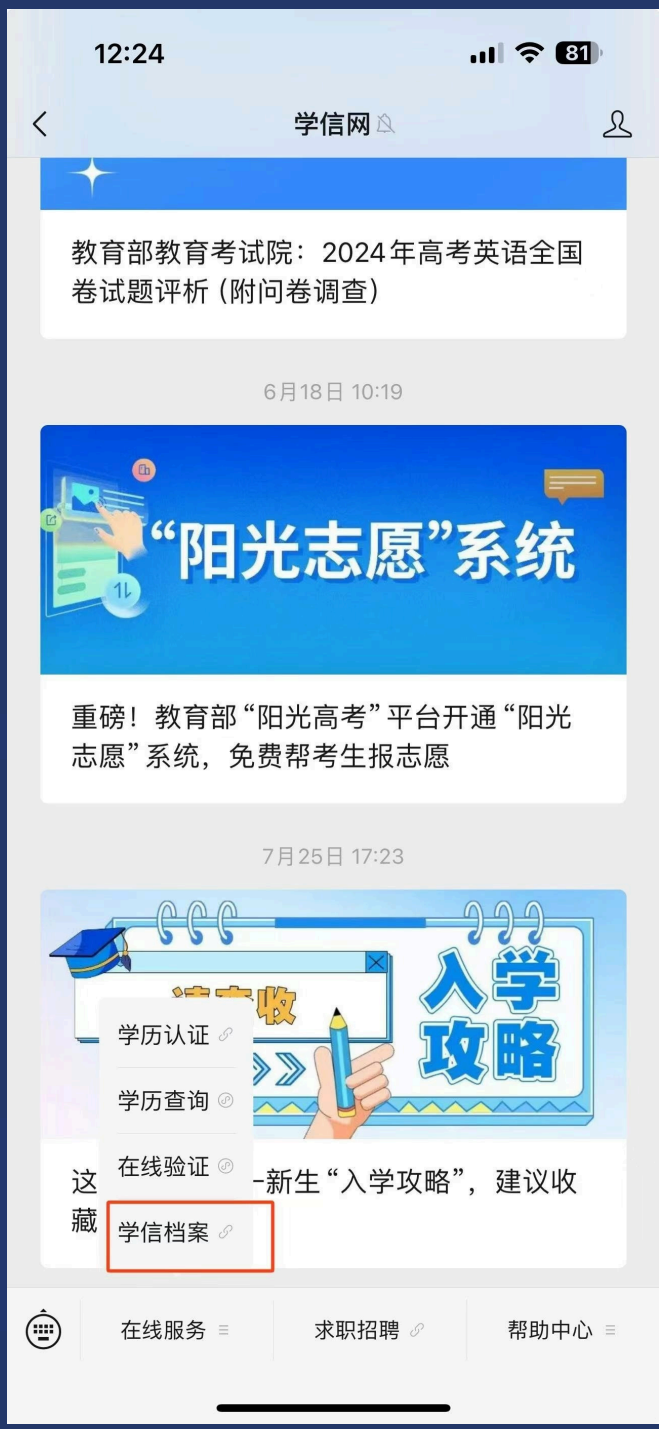 12:24
81
学信网
教育部教育考试院：2024年高考英语全国
卷试题评析（附问卷调查）
6月18日 10:19
“阳光志愿”系统
重磅！教育部“阳光高考”平台开通“阳光
志愿”系统，免费帮考生报志愿
7月25日 17:23
收
入学
攻略
学历认证
学历查询
在线验证
学信档案
这
新生“入学攻略”，建议收
藏
在线服务
求职招聘
帮助中心